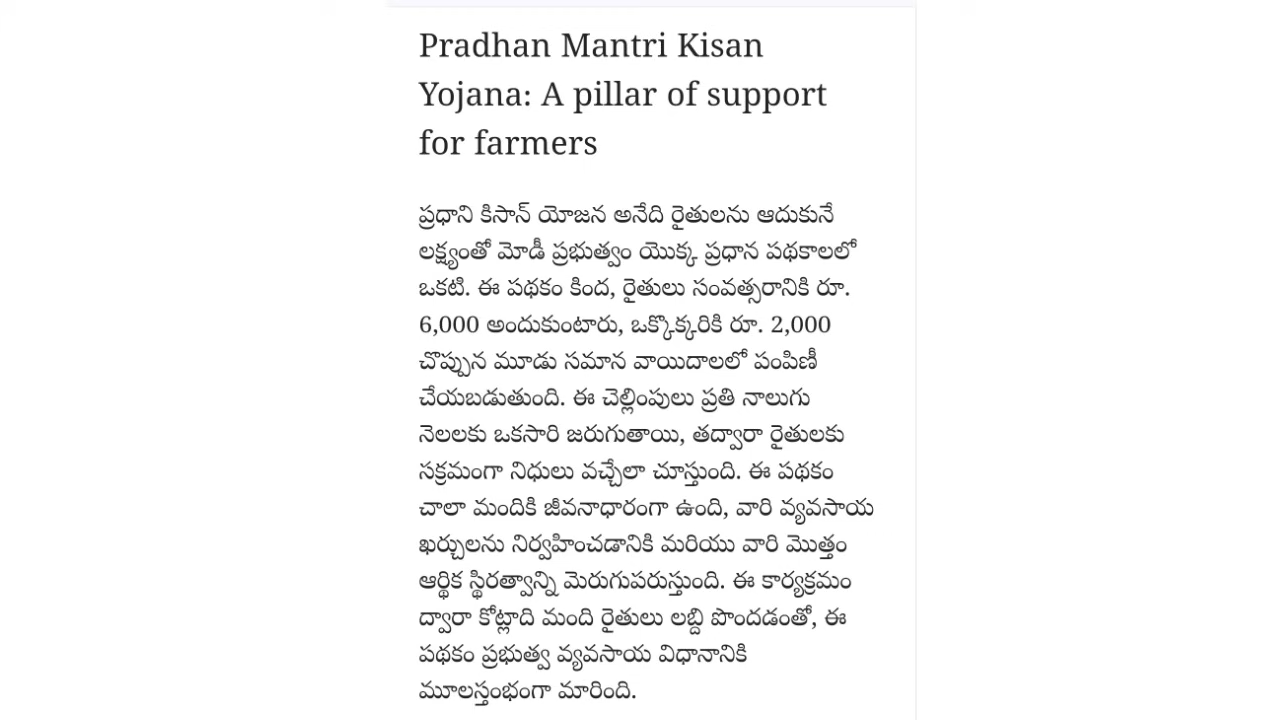 Pradhan Mantri Kisan
Yojana: A pillar of support
for farmers
ప్రధాని కిసాన్ యోజన అనేది రైతులను ఆదుకునే
లక్ష్యంతో మోడీ ప్రభుత్వం యొక్క ప్రధాన పథకాలలో
ఒకటి. ఈ పథకం కింద, రైతులు సంవత్సరానికి రూ.
6,000 అందుకుంటారు, ఒక్కొక్కరికి రూ. 2,000
చొప్పున మూడు సమాన వాయిదాలలో పంపిణీ
చేయబడుతుంది. ఈ చెల్లింపులు ప్రతి నాలుగు
నెలలకు ఒకసారి జరుగుతాయి, తద్వారా రైతులకు
సక్రమంగా నిధులు వచ్చేలా చూస్తుంది. ఈ పథకం
చాలా మందికి జీవనాధారంగా ఉంది, వారి వ్యవసాయ
ఖర్చులను నిర్వహించడానికి మరియు వారి మొత్తం
ఆర్థిక స్థిరత్వాన్ని మెరుగుపరుస్తుంది. ఈ కార్యక్రమం
ద్వారా కోట్లాది మంది రైతులు లబ్ది పొందడంతో, ఈ
పథకం ప్రభుత్వ వ్యవసాయ విధానానికి
మూలస్తంభంగా మారింది.